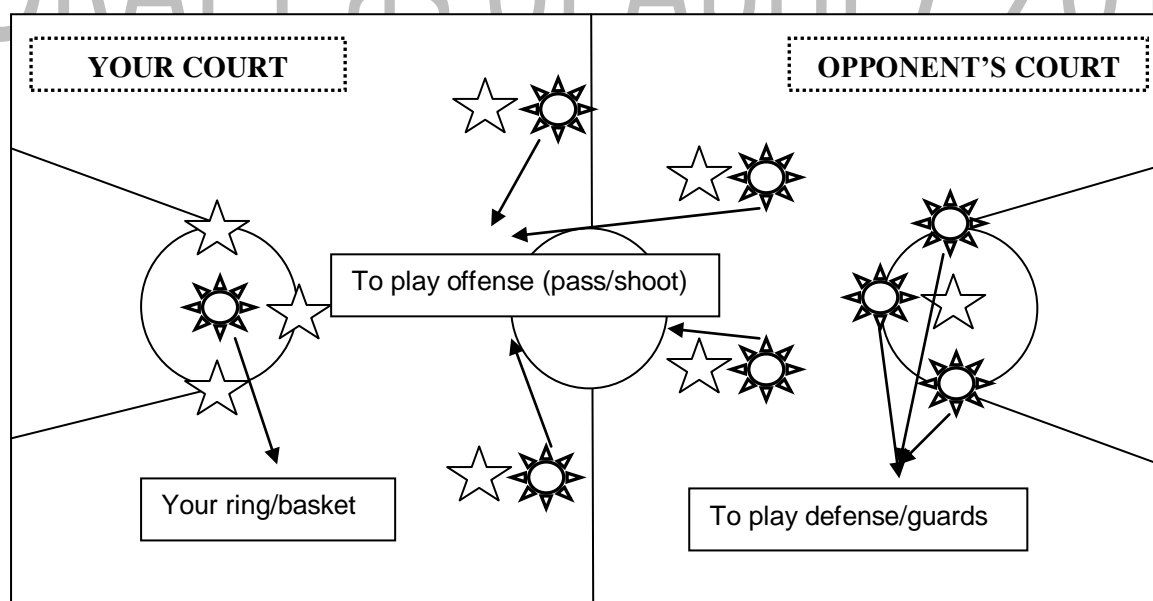 YOUR COURT
OPPONENT'S COURT
To play offense (pass/shoot)
Your ring/basket
To play defense/guards